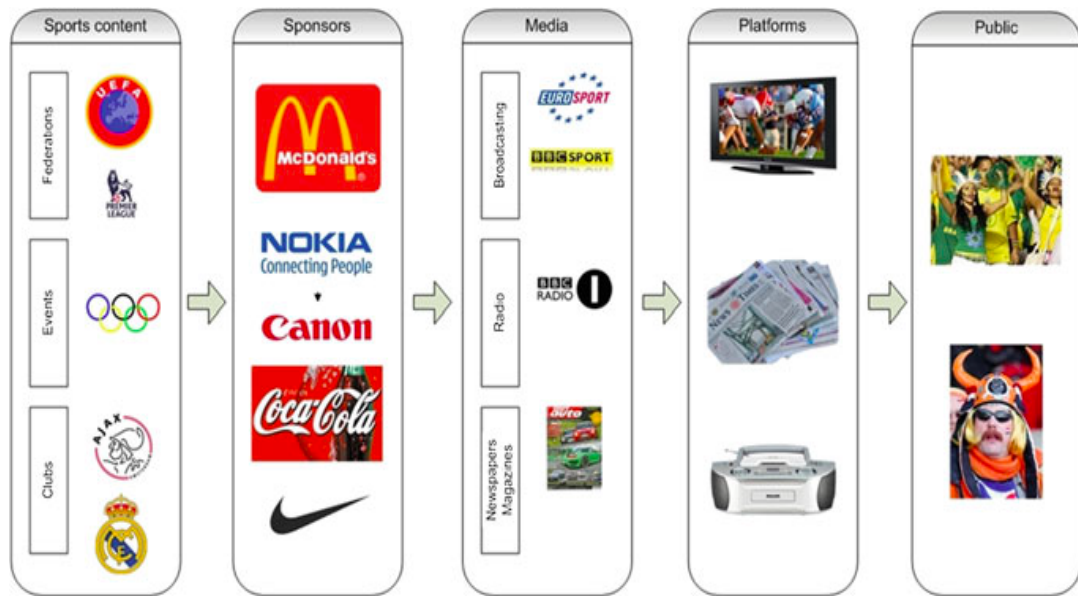 Sports content
Sponsors
Media
Platforms
Public
Federations
UEFA
PREMIER
LEAGUE
Events
Clubs
AJAX
McDonald's
NOKIA
Connecting People
Canon
Coca-Cola
Broadcasting
EUROSPORT
BBC SPORT
Radio
BBC
RADIO 1
Newspapers
Magazines
auto